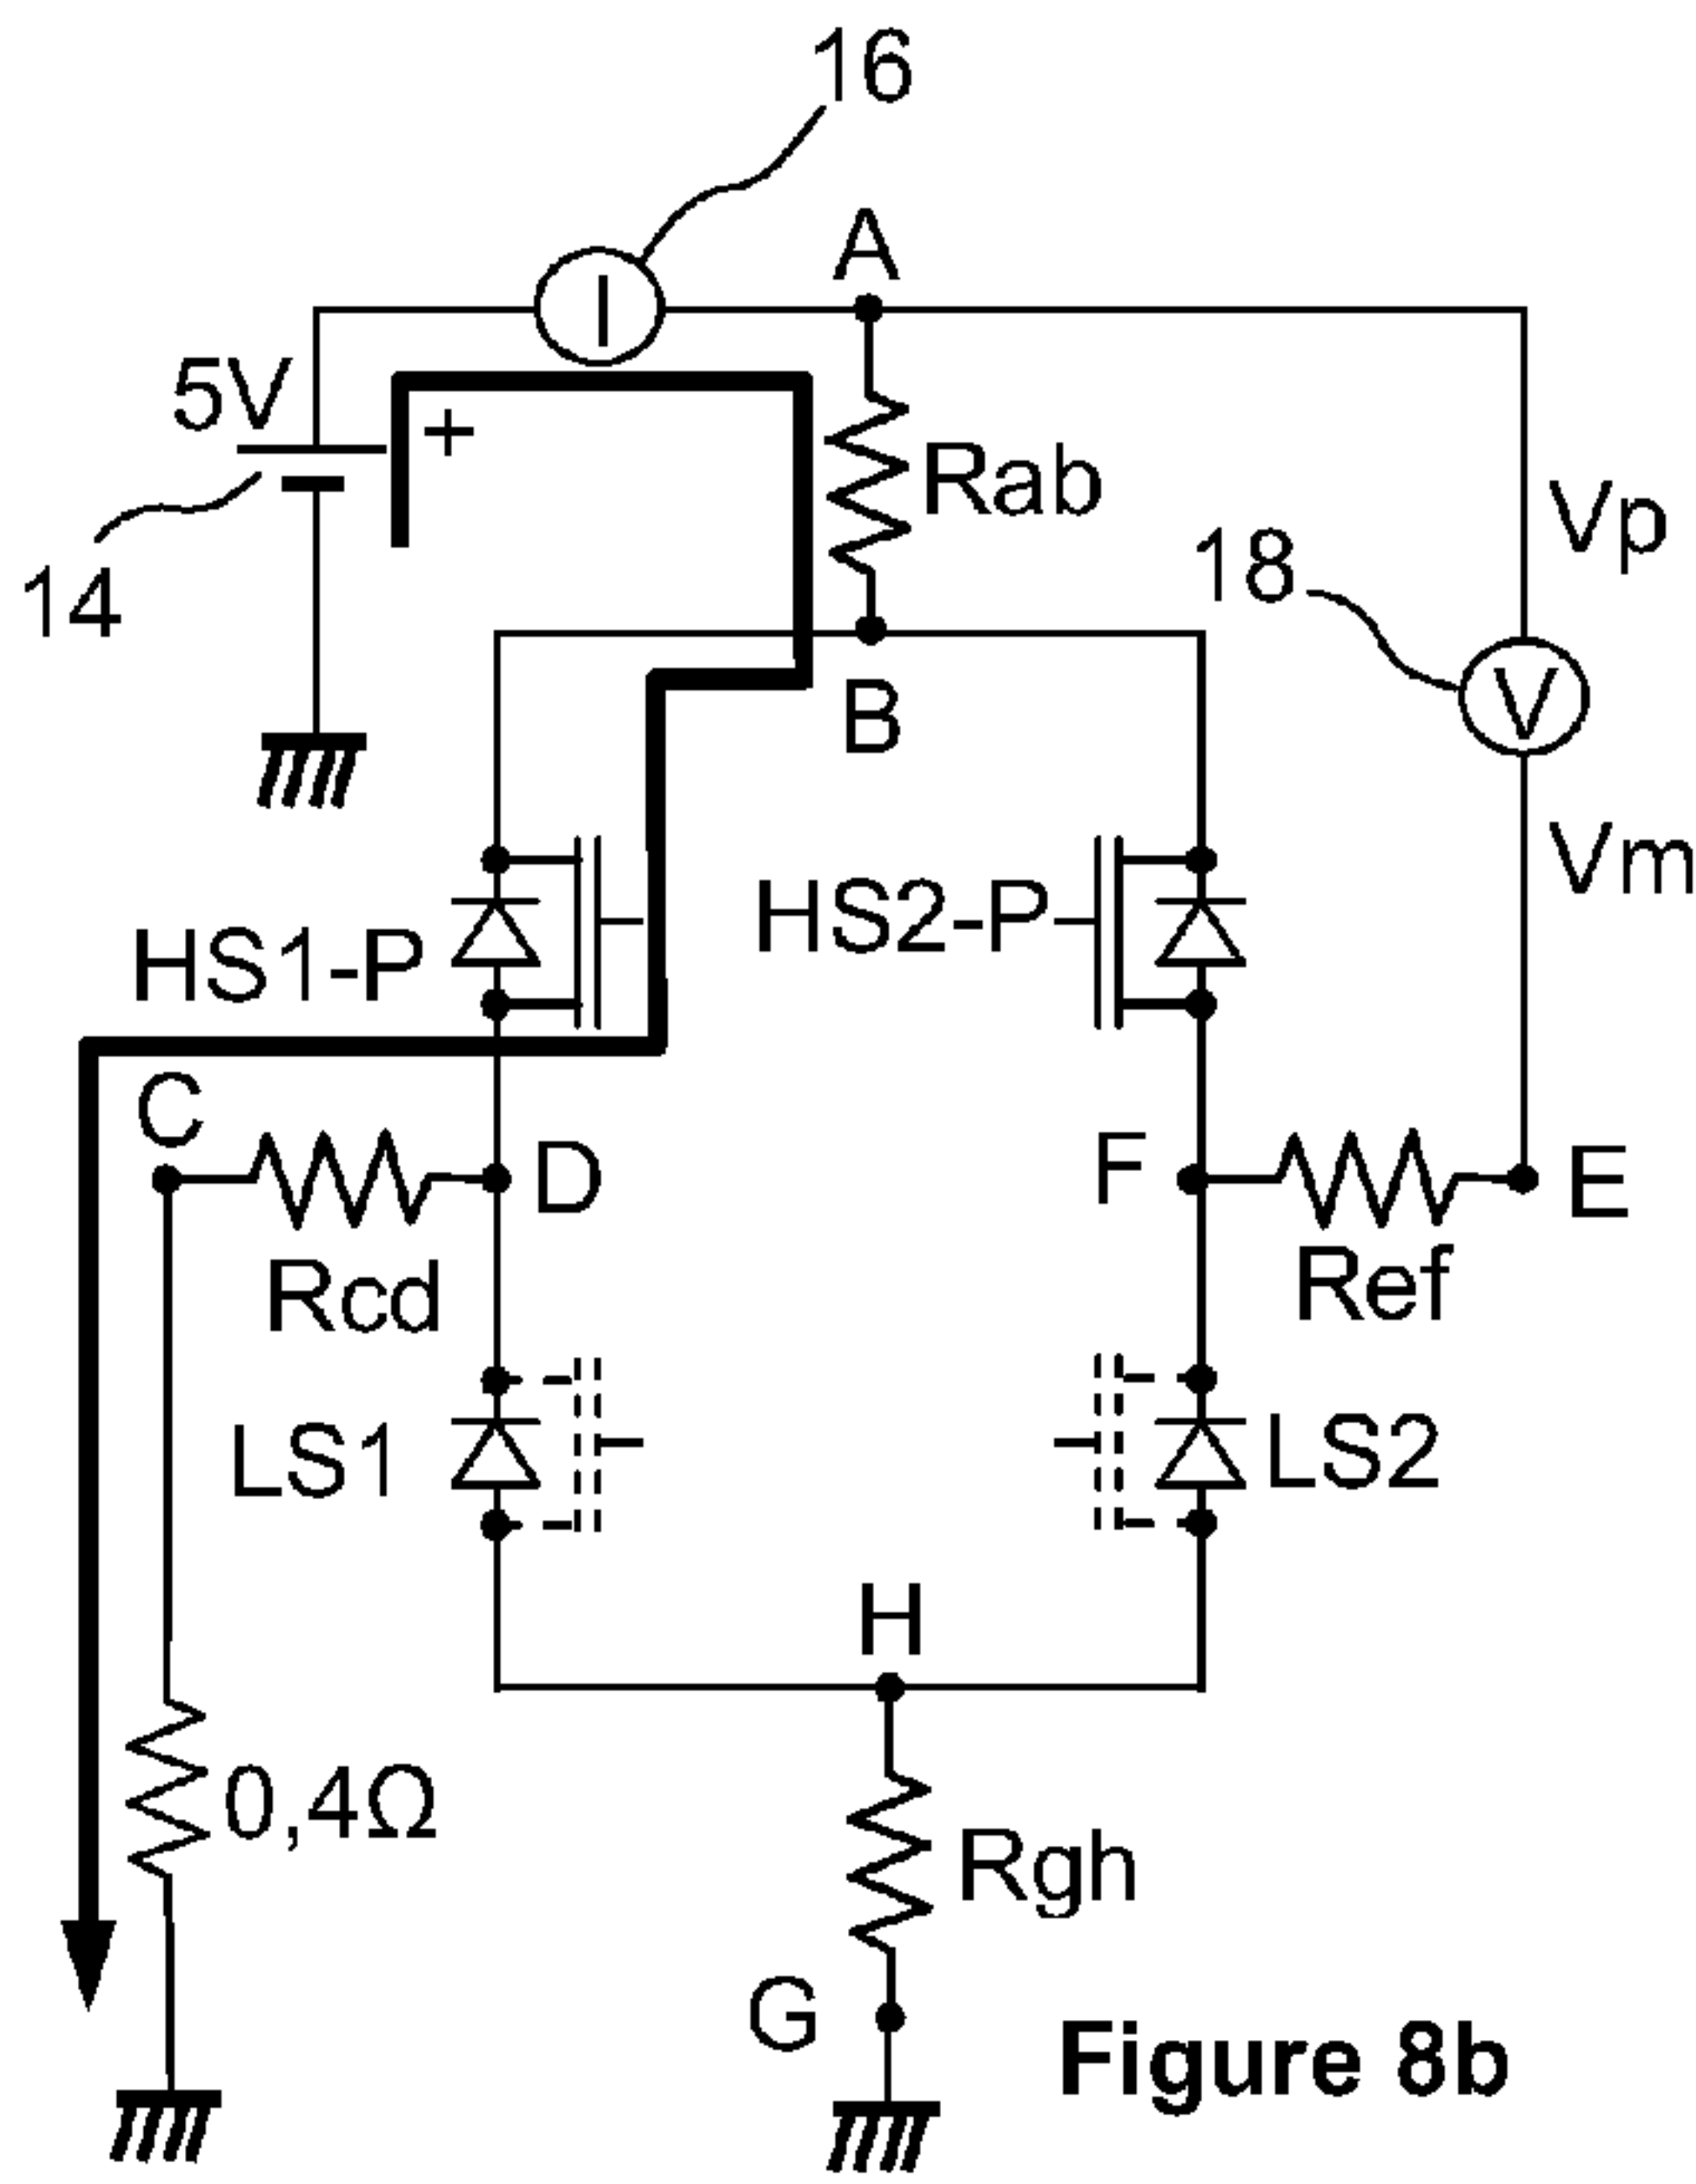 16
A
I
5V
+
Rab
14
18
Vp
B
V
Vm
HS1-P
HS2-P
C
D
F
E
Rcd
Ref
LS1
LS2
H
0,4Ω
Rgh
G
Figure 8b